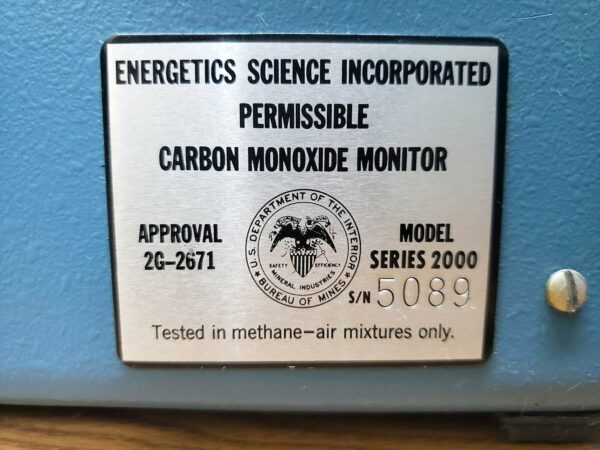 ENERGETICS SCIENCE INCORPORATED
PERMISSIBLE
CARBON MONOXIDE MONITOR
APPROVAL
2G-2671
U.S. DEPARTMENT OF THE INTERIOR
SAFETY EFFICIENCY
MINERAL INDUSTRIES
BUREAU OF MINES
MODEL
SERIES 2000
S/N 5089
Tested in methane-air mixtures only.